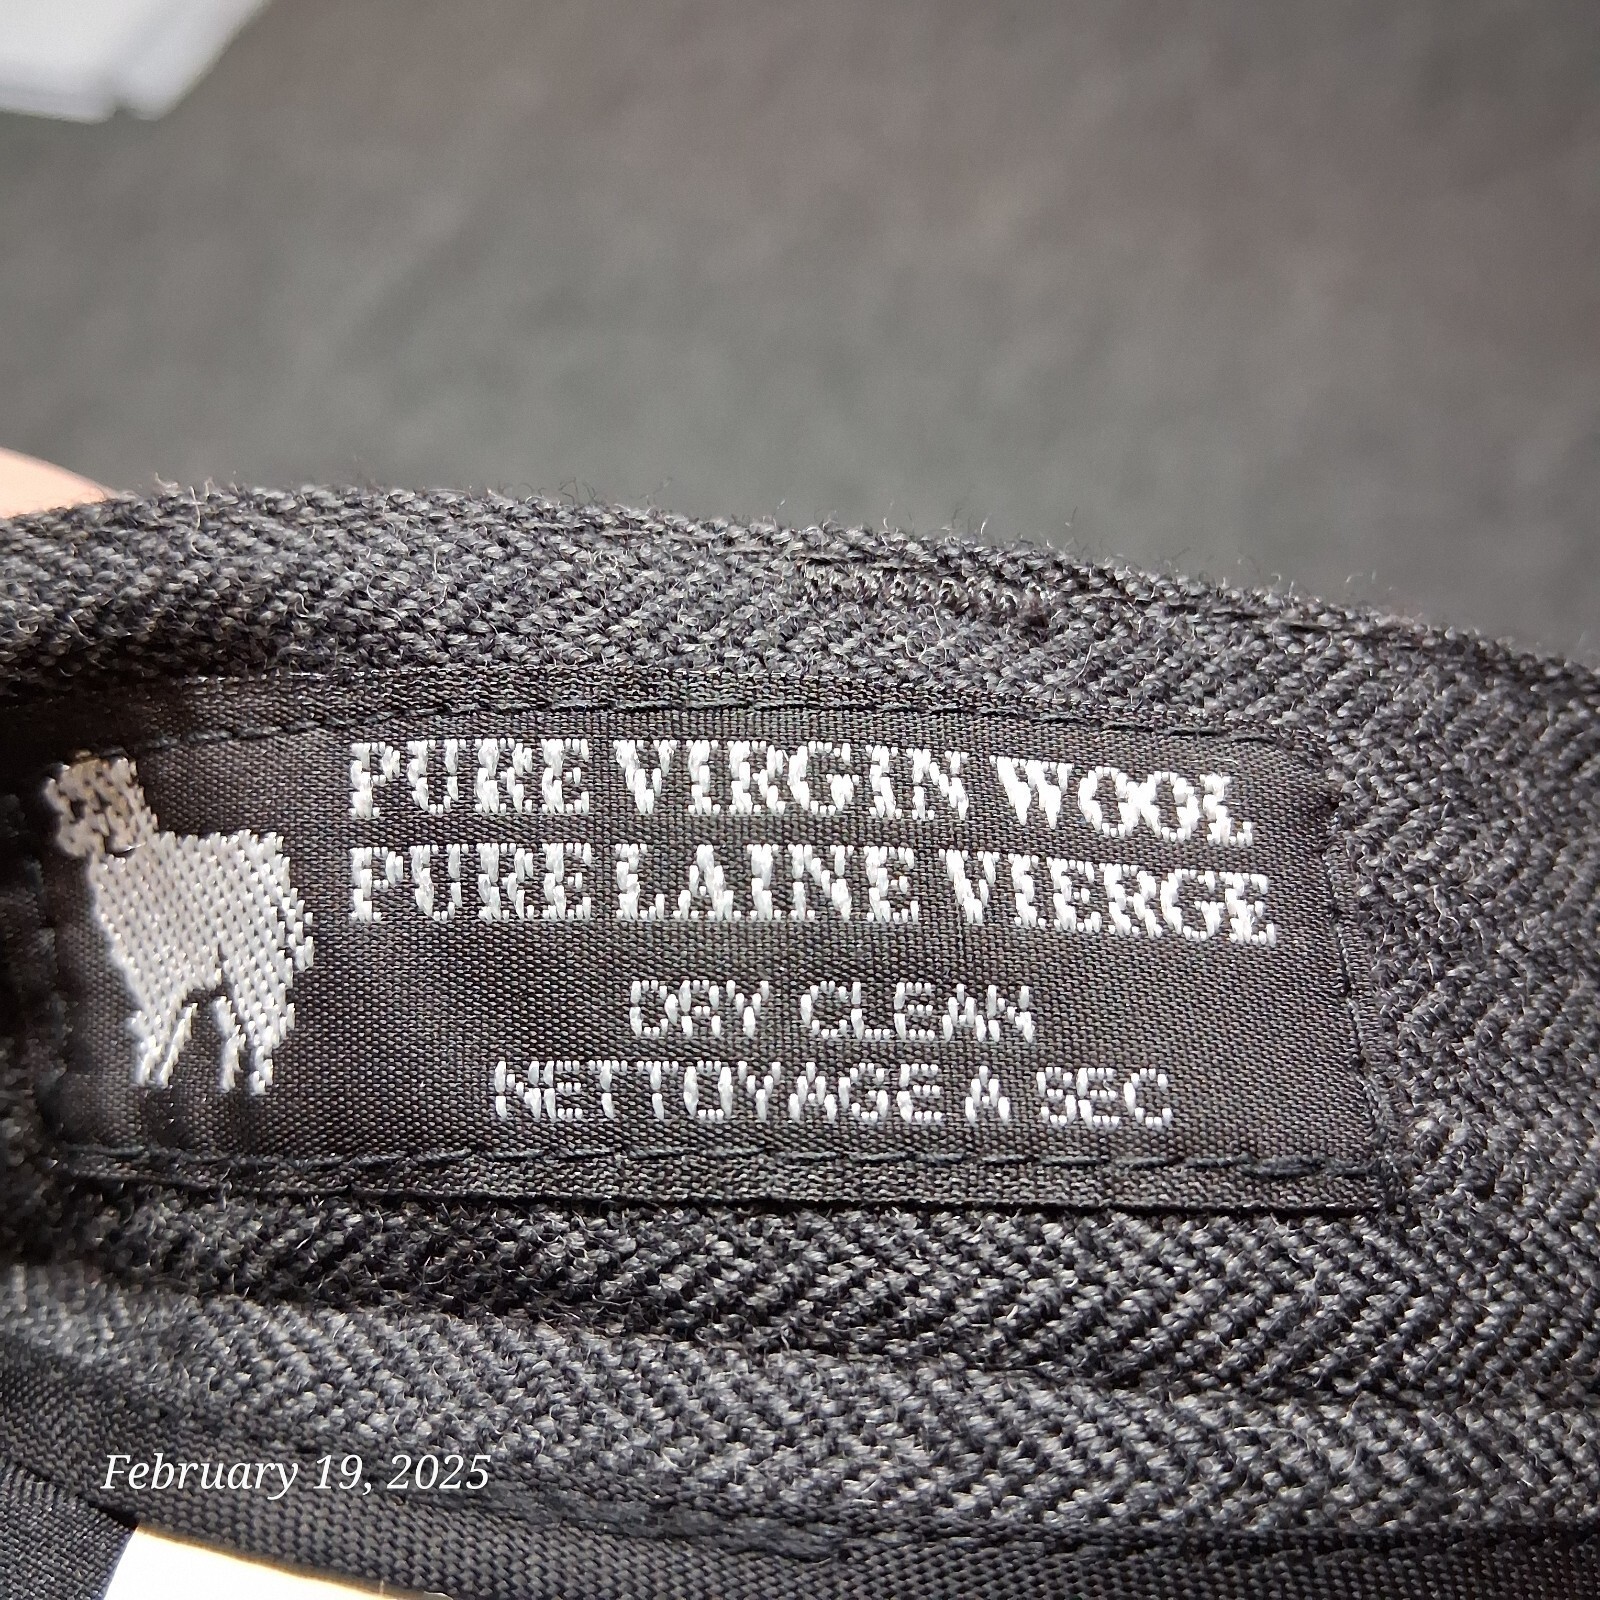 PURE VIRGIN WOOL
PURE LAINE VIERGE
DRY CLEAN
NETTOYAGE A SEC
February 19, 2025